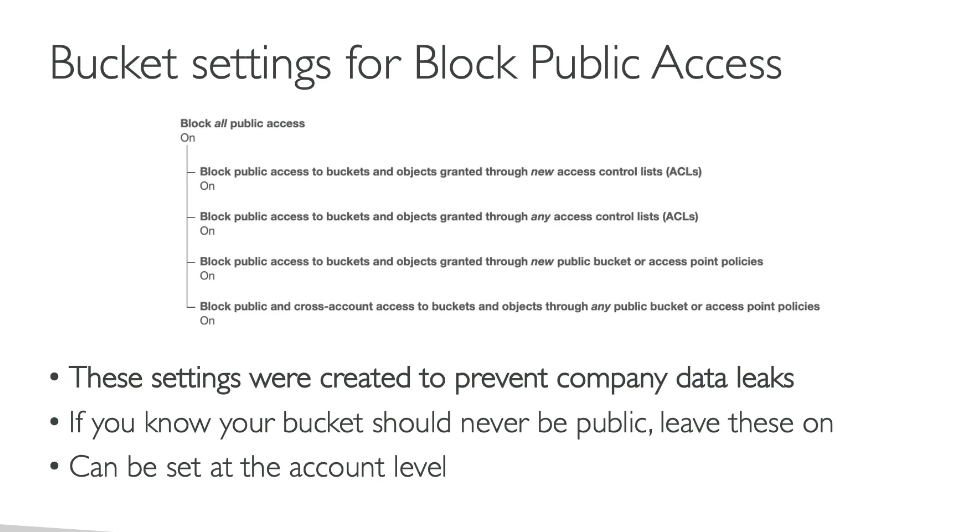 Bucket settings for Block Public Access
Block all public access
On
Block public access to buckets and objects granted through new access control lists (ACLs)
On
Block public access to buckets and objects granted through any access control lists (ACLs)
On
Block public access to buckets and objects granted through new public bucket or access point policies
On
Block public and cross-account access to buckets and objects through any public bucket or access point policies
On
• These settings were created to prevent company data leaks
• If you know your bucket should never be public, leave these on
• Can be set at the account level